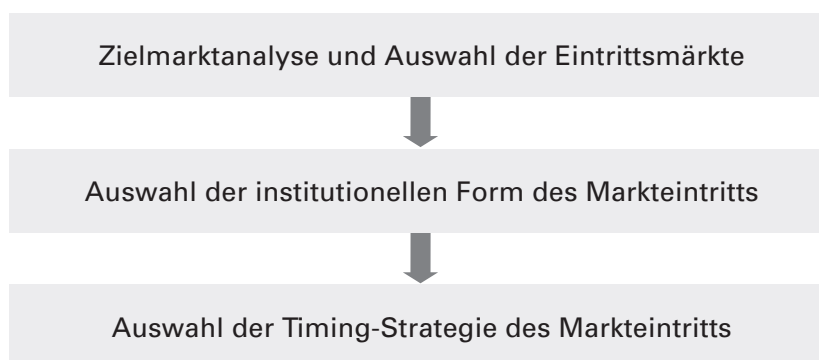 Zielmarktanalyse und Auswahl der Eintrittsmärkte
Auswahl der institutionellen Form des Markteintritts
Auswahl der Timing-Strategie des Markteintritts